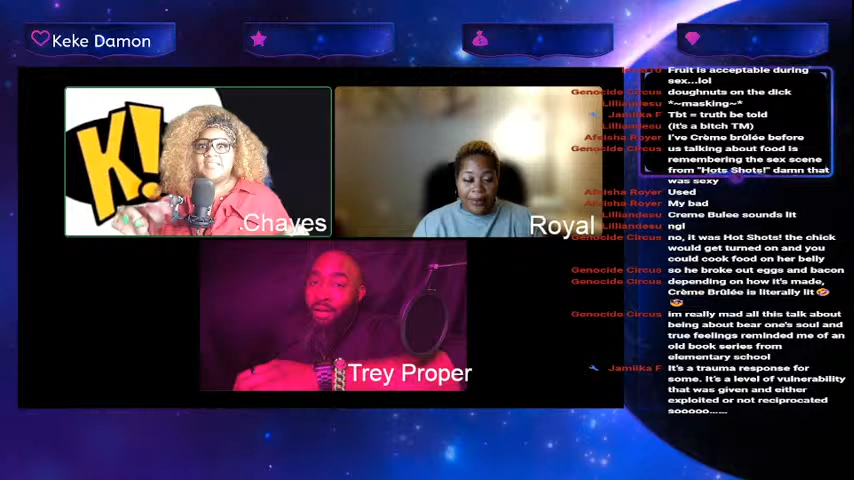 Keke Damon
K!
Chayes
Royal
Trey Proper
Fruit is acceptable during
sex...lol
Genocide Circus doughnuts on the dick
Lilliandesu *~masking~*
Jamiika F Tbt = truth be told
Lilliandesu (it's a bitch TM)
Afeisha Royer I've Crème brûlée before
Genocide Circus us talking about food is
remembering the sex scene
from "Hots Shots!" damn that
was sexy
Afeisha Royer Used
Afeisha Royer My bad
Lilliandesu Creme Bulee sounds lit
Lilliandesu ngl
Genocide Circus no, it was Hot Shots! the chick
would get turned on and you
could cook food on her belly
Genocide Circus so he broke out eggs and bacon
Genocide Circus depending on how it's made,
Crème Brûlée is literally lit
Genocide Circus im really mad all this talk about
being about bear one's soul and
true feelings reminded me of an
old book series from
elementary school
Jamiika F It's a trauma response for
some. It's a level of vulnerability
that was given and either
exploited or not reciprocated
sooooo......